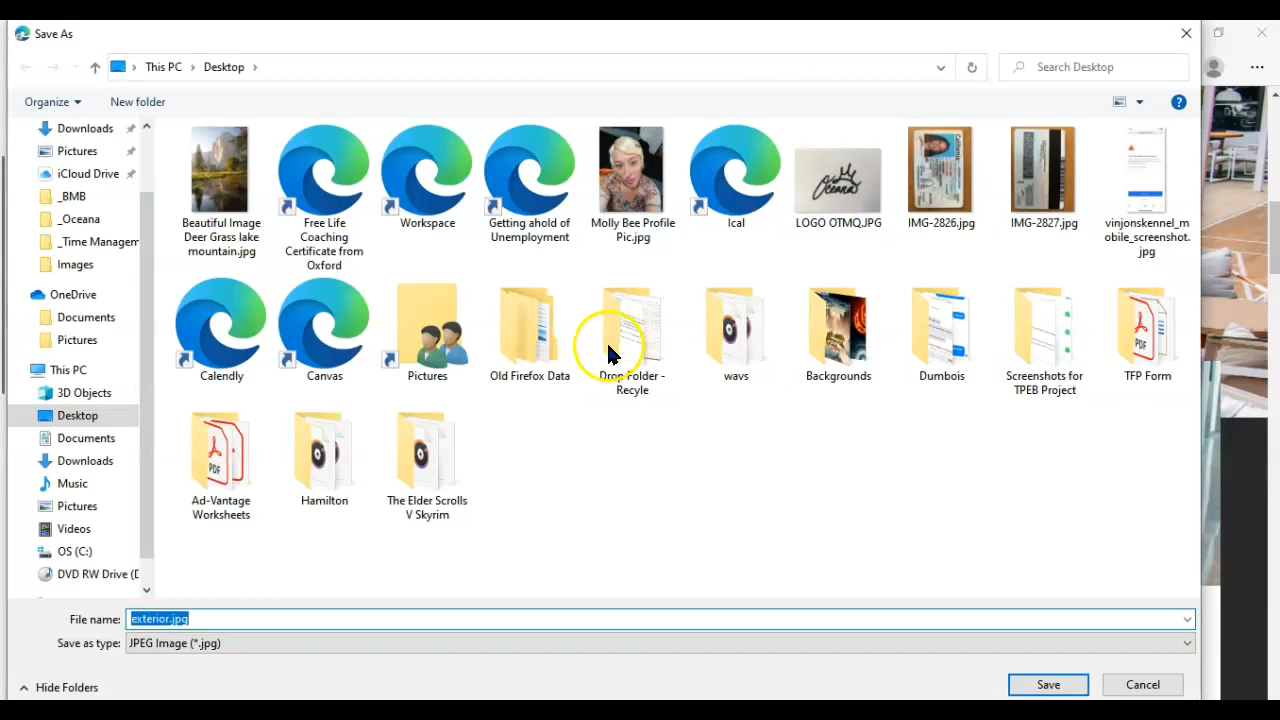 Save As
This PC
Desktop
Search Desktop
Organize
New folder
Downloads
Pictures
iCloud Drive
_BMB
_Oceana
_Time Managem
Images
OneDrive
Documents
Pictures
This PC
3D Objects
Desktop
Documents
Downloads
Music
Pictures
Videos
OS (C:)
DVD RW Drive (D
Beautiful Image
Deer Grass lake
mountain.jpg
Free Life
Coaching
Certificate from
Oxford
Workspace
Getting ahold of
Unemployment
Molly Bee Profile
Pic.jpg
Ical
LOGO OTMQ.JPG
IMG-2826.jpg
IMG-2827.jpg
vinjonskennel_m
obile_screenshot.
jpg
Calendly
Canvas
Pictures
Old Firefox Data
Drop Folder -
Recyle
wavs
Backgrounds
Dumbois
Screenshots for
TPEB Project
PDF
TFP Form
PDF
Ad-Vantage
Worksheets
Hamilton
The Elder Scrolls
V Skyrim
File name: exterior.jpg
Save as type: JPEG Image (*.jpg)
Hide Folders
Save
Cancel